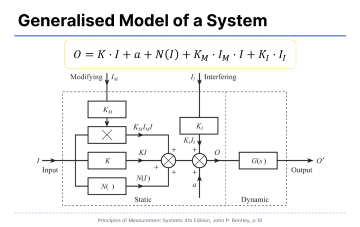 Generalised Model of a System
O = K · I + a + N(I) + K_M · I_M · I + K_I · I_I
Modifying I_M I_I Interfering
K_M
K_M I_M I K_I
K_I I_I
I K KI O G(s) O'
Input Output
N( ) N(I) a
Static Dynamic
Principles of Measurement Systems 4th Edition, John P. Bentley, p.16